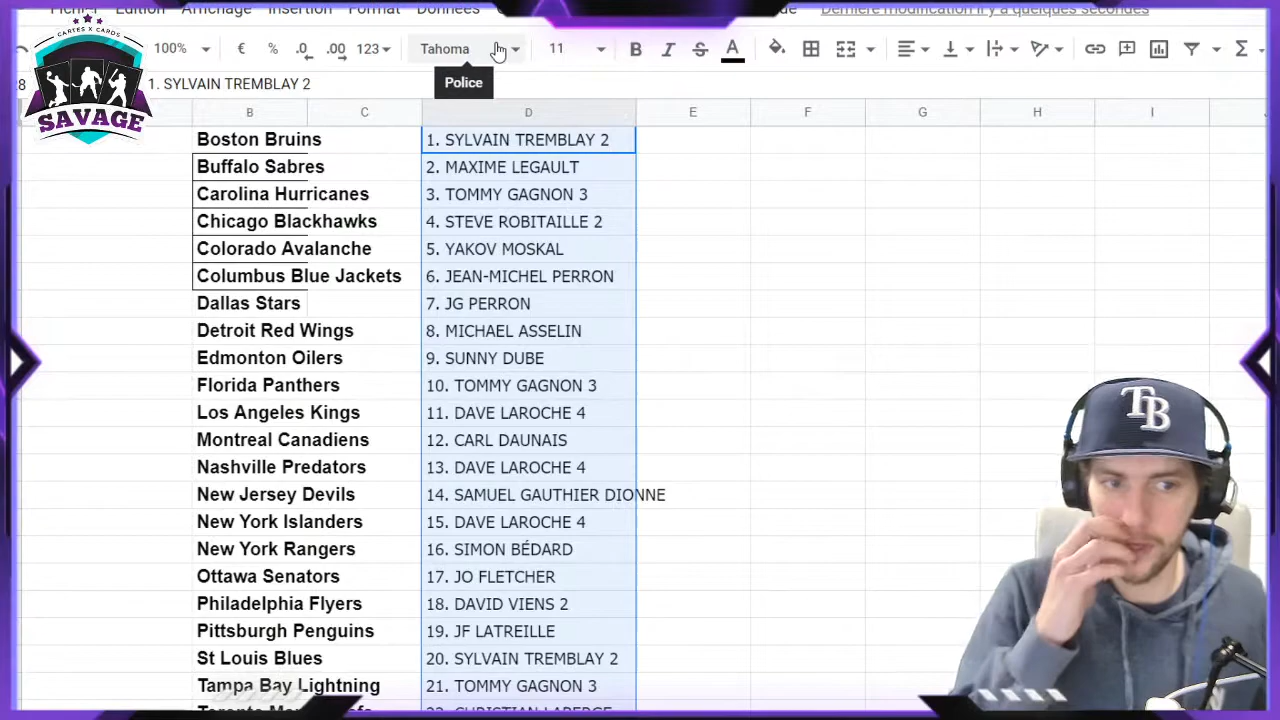 Édition Affichage Insertion Format Données Dernière modification il y a quelques secondes
100% € % .0 .00 123 Tahoma 11 B I S A
Police
1. SYLVAIN TREMBLAY 2
CARTES X CARDS
SAVAGE
B C D E F G H I
Boston Bruins 1. SYLVAIN TREMBLAY 2
Buffalo Sabres 2. MAXIME LEGAULT
Carolina Hurricanes 3. TOMMY GAGNON 3
Chicago Blackhawks 4. STEVE ROBITAILLE 2
Colorado Avalanche 5. YAKOV MOSKAL
Columbus Blue Jackets 6. JEAN-MICHEL PERRON
Dallas Stars 7. JG PERRON
Detroit Red Wings 8. MICHAEL ASSELIN
Edmonton Oilers 9. SUNNY DUBE
Florida Panthers 10. TOMMY GAGNON 3
Los Angeles Kings 11. DAVE LAROCHE 4
Montreal Canadiens 12. CARL DAUNAIS
Nashville Predators 13. DAVE LAROCHE 4
New Jersey Devils 14. SAMUEL GAUTHIER DIONNE
New York Islanders 15. DAVE LAROCHE 4
New York Rangers 16. SIMON BÉDARD
Ottawa Senators 17. JO FLETCHER
Philadelphia Flyers 18. DAVID VIENS 2
Pittsburgh Penguins 19. JF LATREILLE
St Louis Blues 20. SYLVAIN TREMBLAY 2
Tampa Bay Lightning 21. TOMMY GAGNON 3
22. CHRISTIAN LABERGE
TB